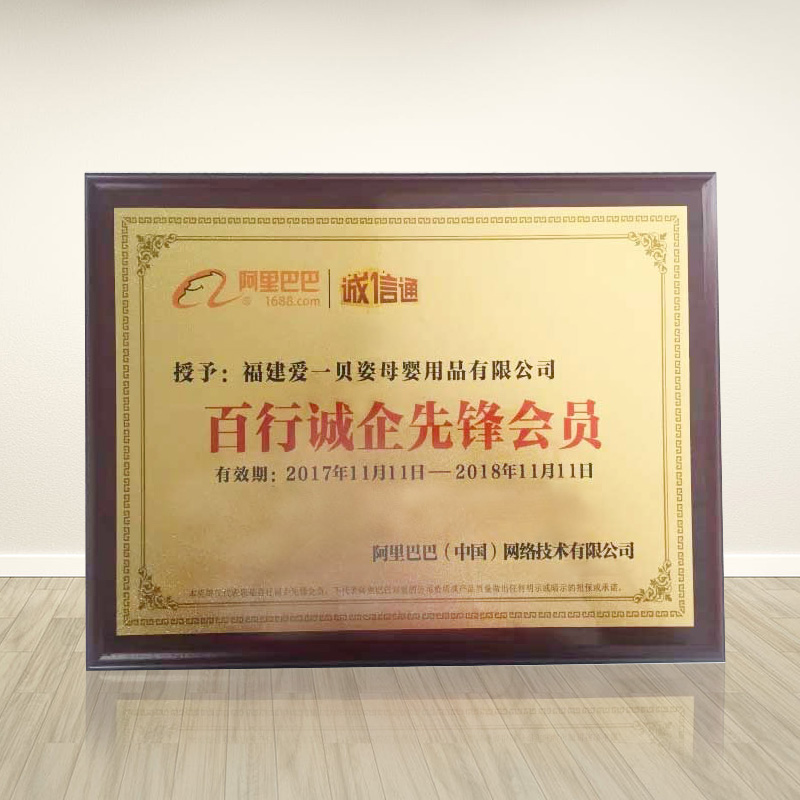 阿里巴巴 诚信通
® 1688.com
授予：福建爱一贝姿母婴用品有限公司
百行诚企先锋会员
有效期：2017年11月11日—2018年11月11日
阿里巴巴（中国）网络技术有限公司